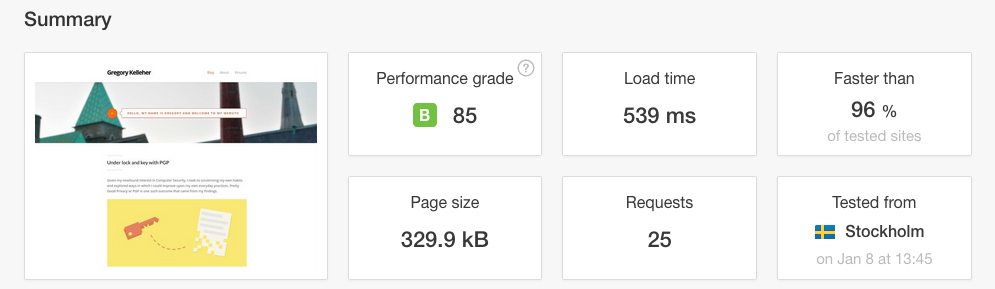 Summary
Gregory Kelleher
Blog About Résumé
HELLO, MY NAME IS GREGORY AND WELCOME TO MY WEBSITE
Under lock and key with PGP
Performance grade ?
B 85
Load time
539 ms
Faster than
96 %
of tested sites
Page size
329.9 kB
Requests
25
Tested from
Stockholm
on Jan 8 at 13:45